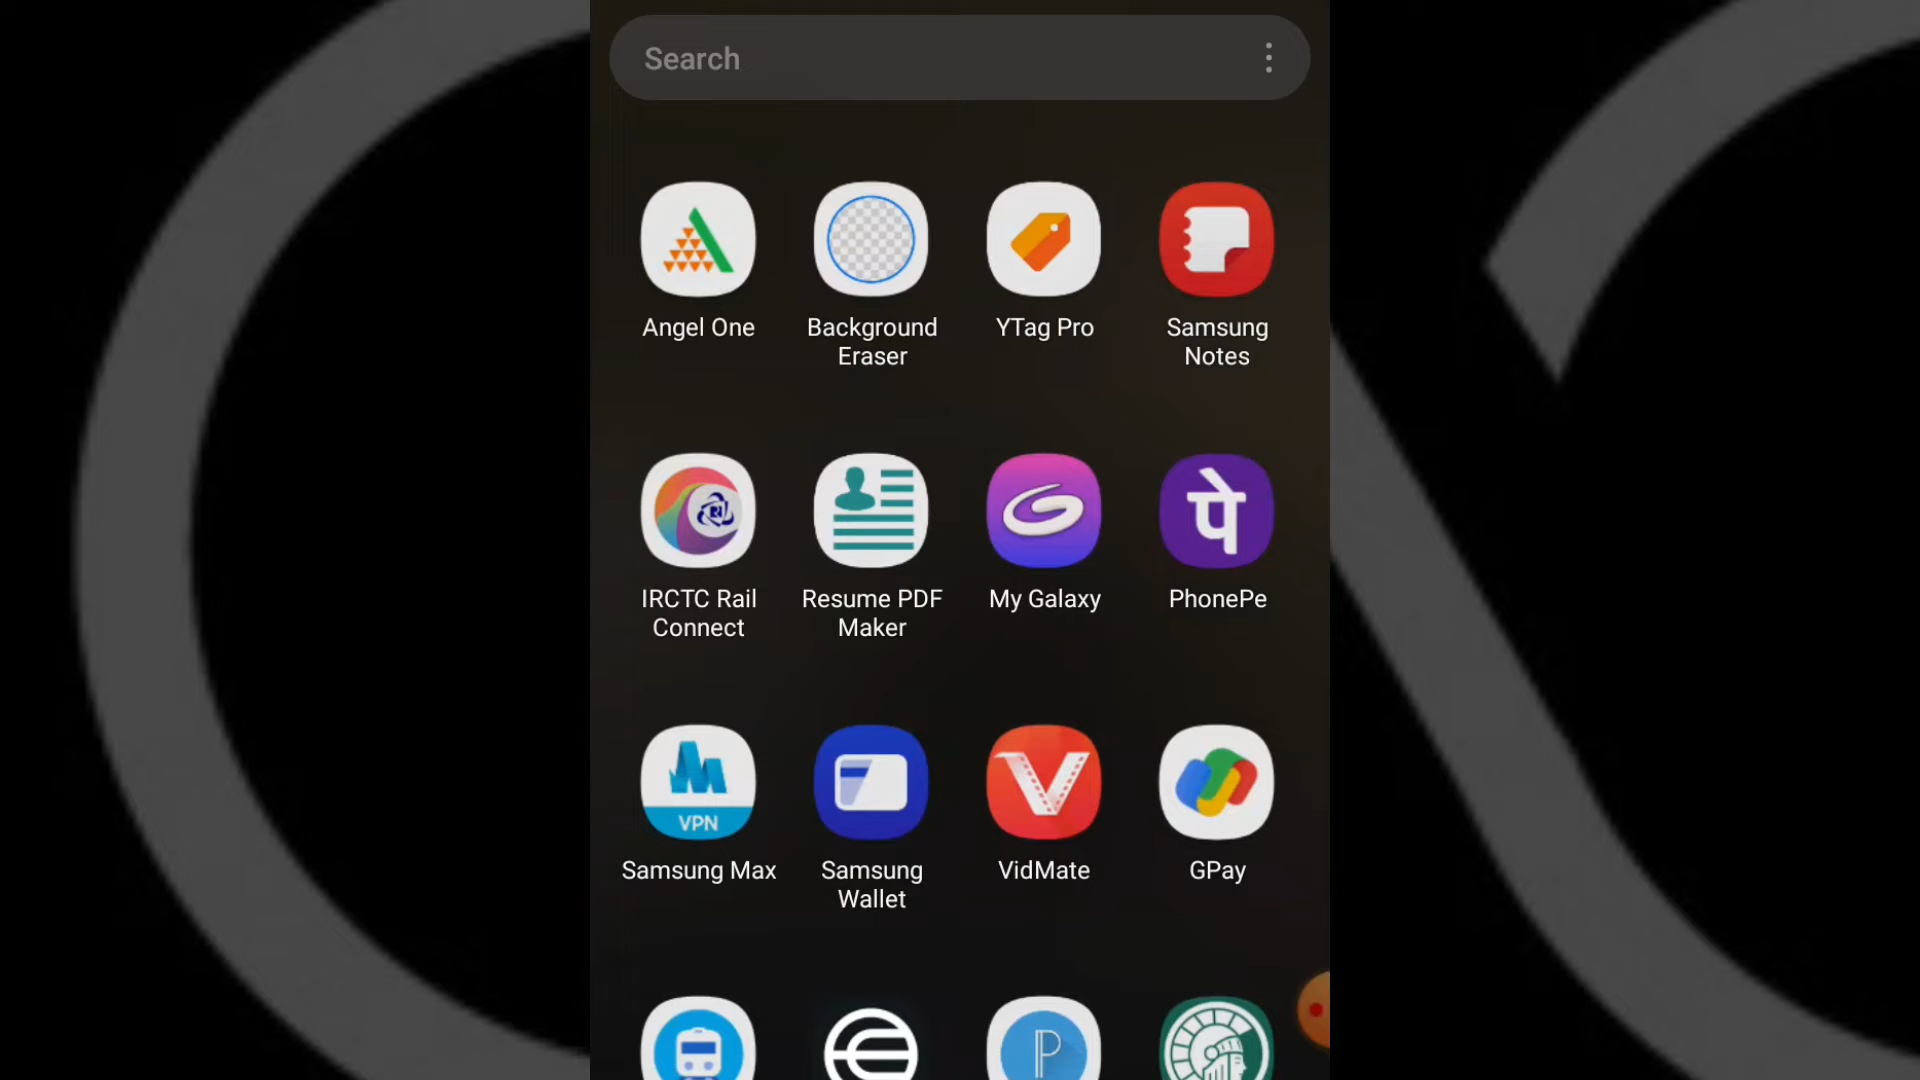 Search
Angel One
Background
Eraser
YTag Pro
Samsung
Notes
पे
IRCTC Rail
Connect
Resume PDF
Maker
My Galaxy
PhonePe
VPN
Samsung Max
Samsung
Wallet
VidMate
GPay
P